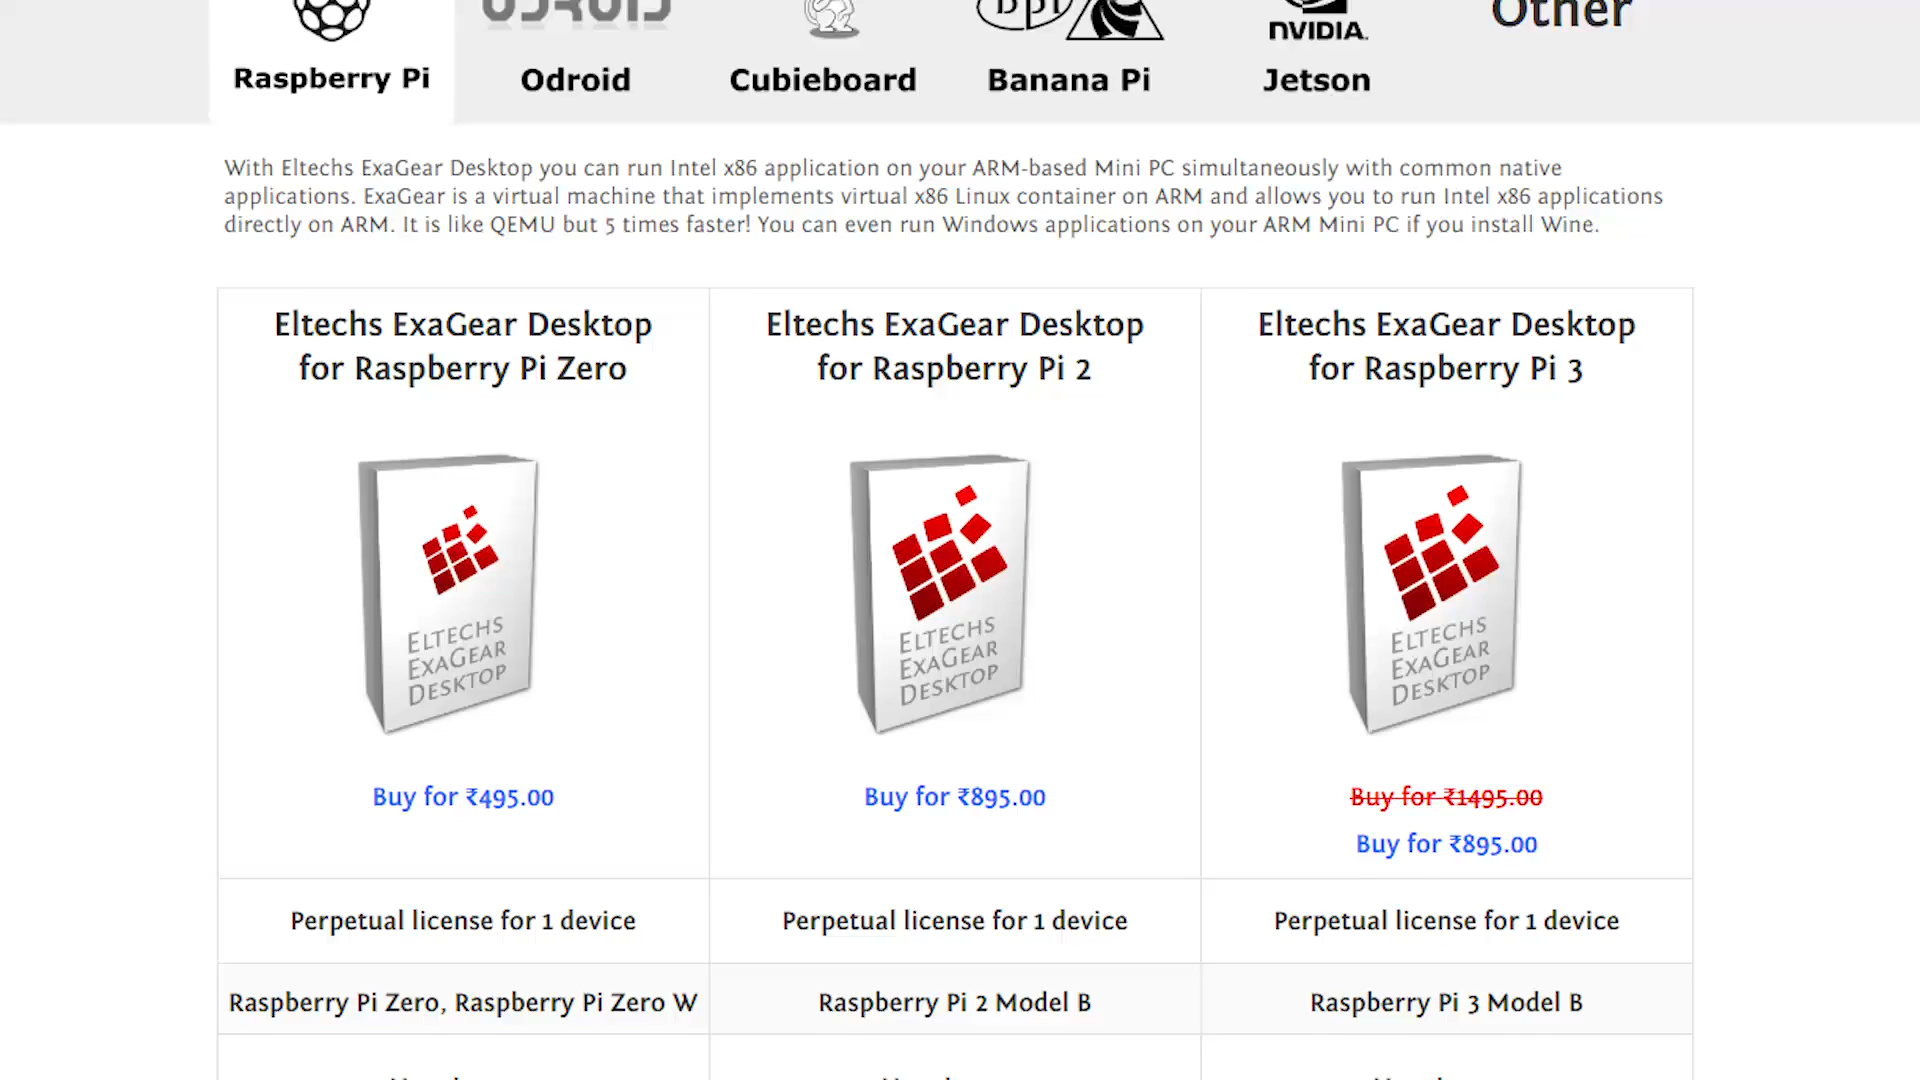 ODROID
bpi
NVIDIA.
Other
Raspberry Pi
Odroid
Cubieboard
Banana Pi
Jetson
With Eltechs ExaGear Desktop you can run Intel x86 application on your ARM-based Mini PC simultaneously with common native
applications. ExaGear is a virtual machine that implements virtual x86 Linux container on ARM and allows you to run Intel x86 applications
directly on ARM. It is like QEMU but 5 times faster! You can even run Windows applications on your ARM Mini PC if you install Wine.
Eltechs ExaGear Desktop
for Raspberry Pi Zero
ELTECHS
EXAGEAR
DESKTOP
Buy for ₹495.00
Perpetual license for 1 device
Raspberry Pi Zero, Raspberry Pi Zero W
Eltechs ExaGear Desktop
for Raspberry Pi 2
ELTECHS
EXAGEAR
DESKTOP
Buy for ₹895.00
Perpetual license for 1 device
Raspberry Pi 2 Model B
Eltechs ExaGear Desktop
for Raspberry Pi 3
ELTECHS
EXAGEAR
DESKTOP
Buy for ₹1495.00
Buy for ₹895.00
Perpetual license for 1 device
Raspberry Pi 3 Model B